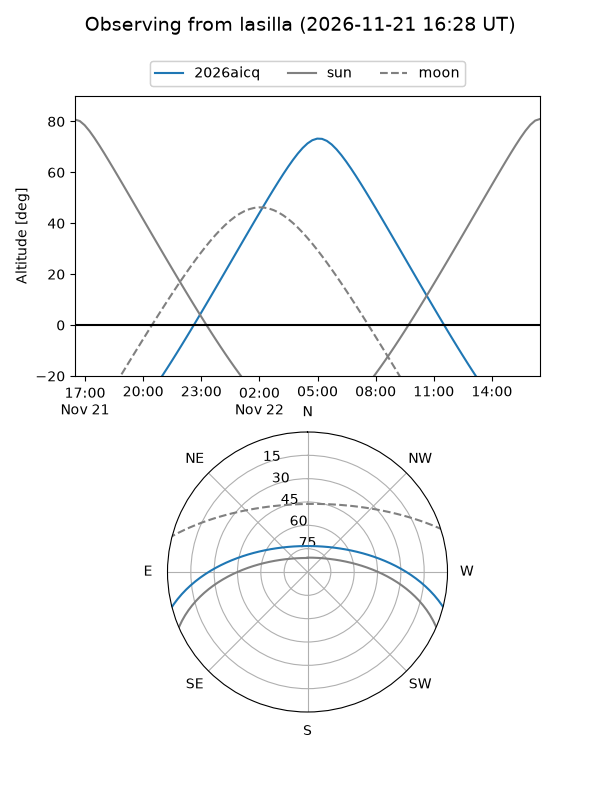 Observing from lasilla (2026-11-21 16:28 UT)
2026aicq sun moon
Altitude [deg]
80
60
40
20
0
−20
17:00 20:00 23:00 02:00 05:00 08:00 11:00 14:00
Nov 21 Nov 22
N
NE NW
15
30
45
60
75
E W
SE SW
S